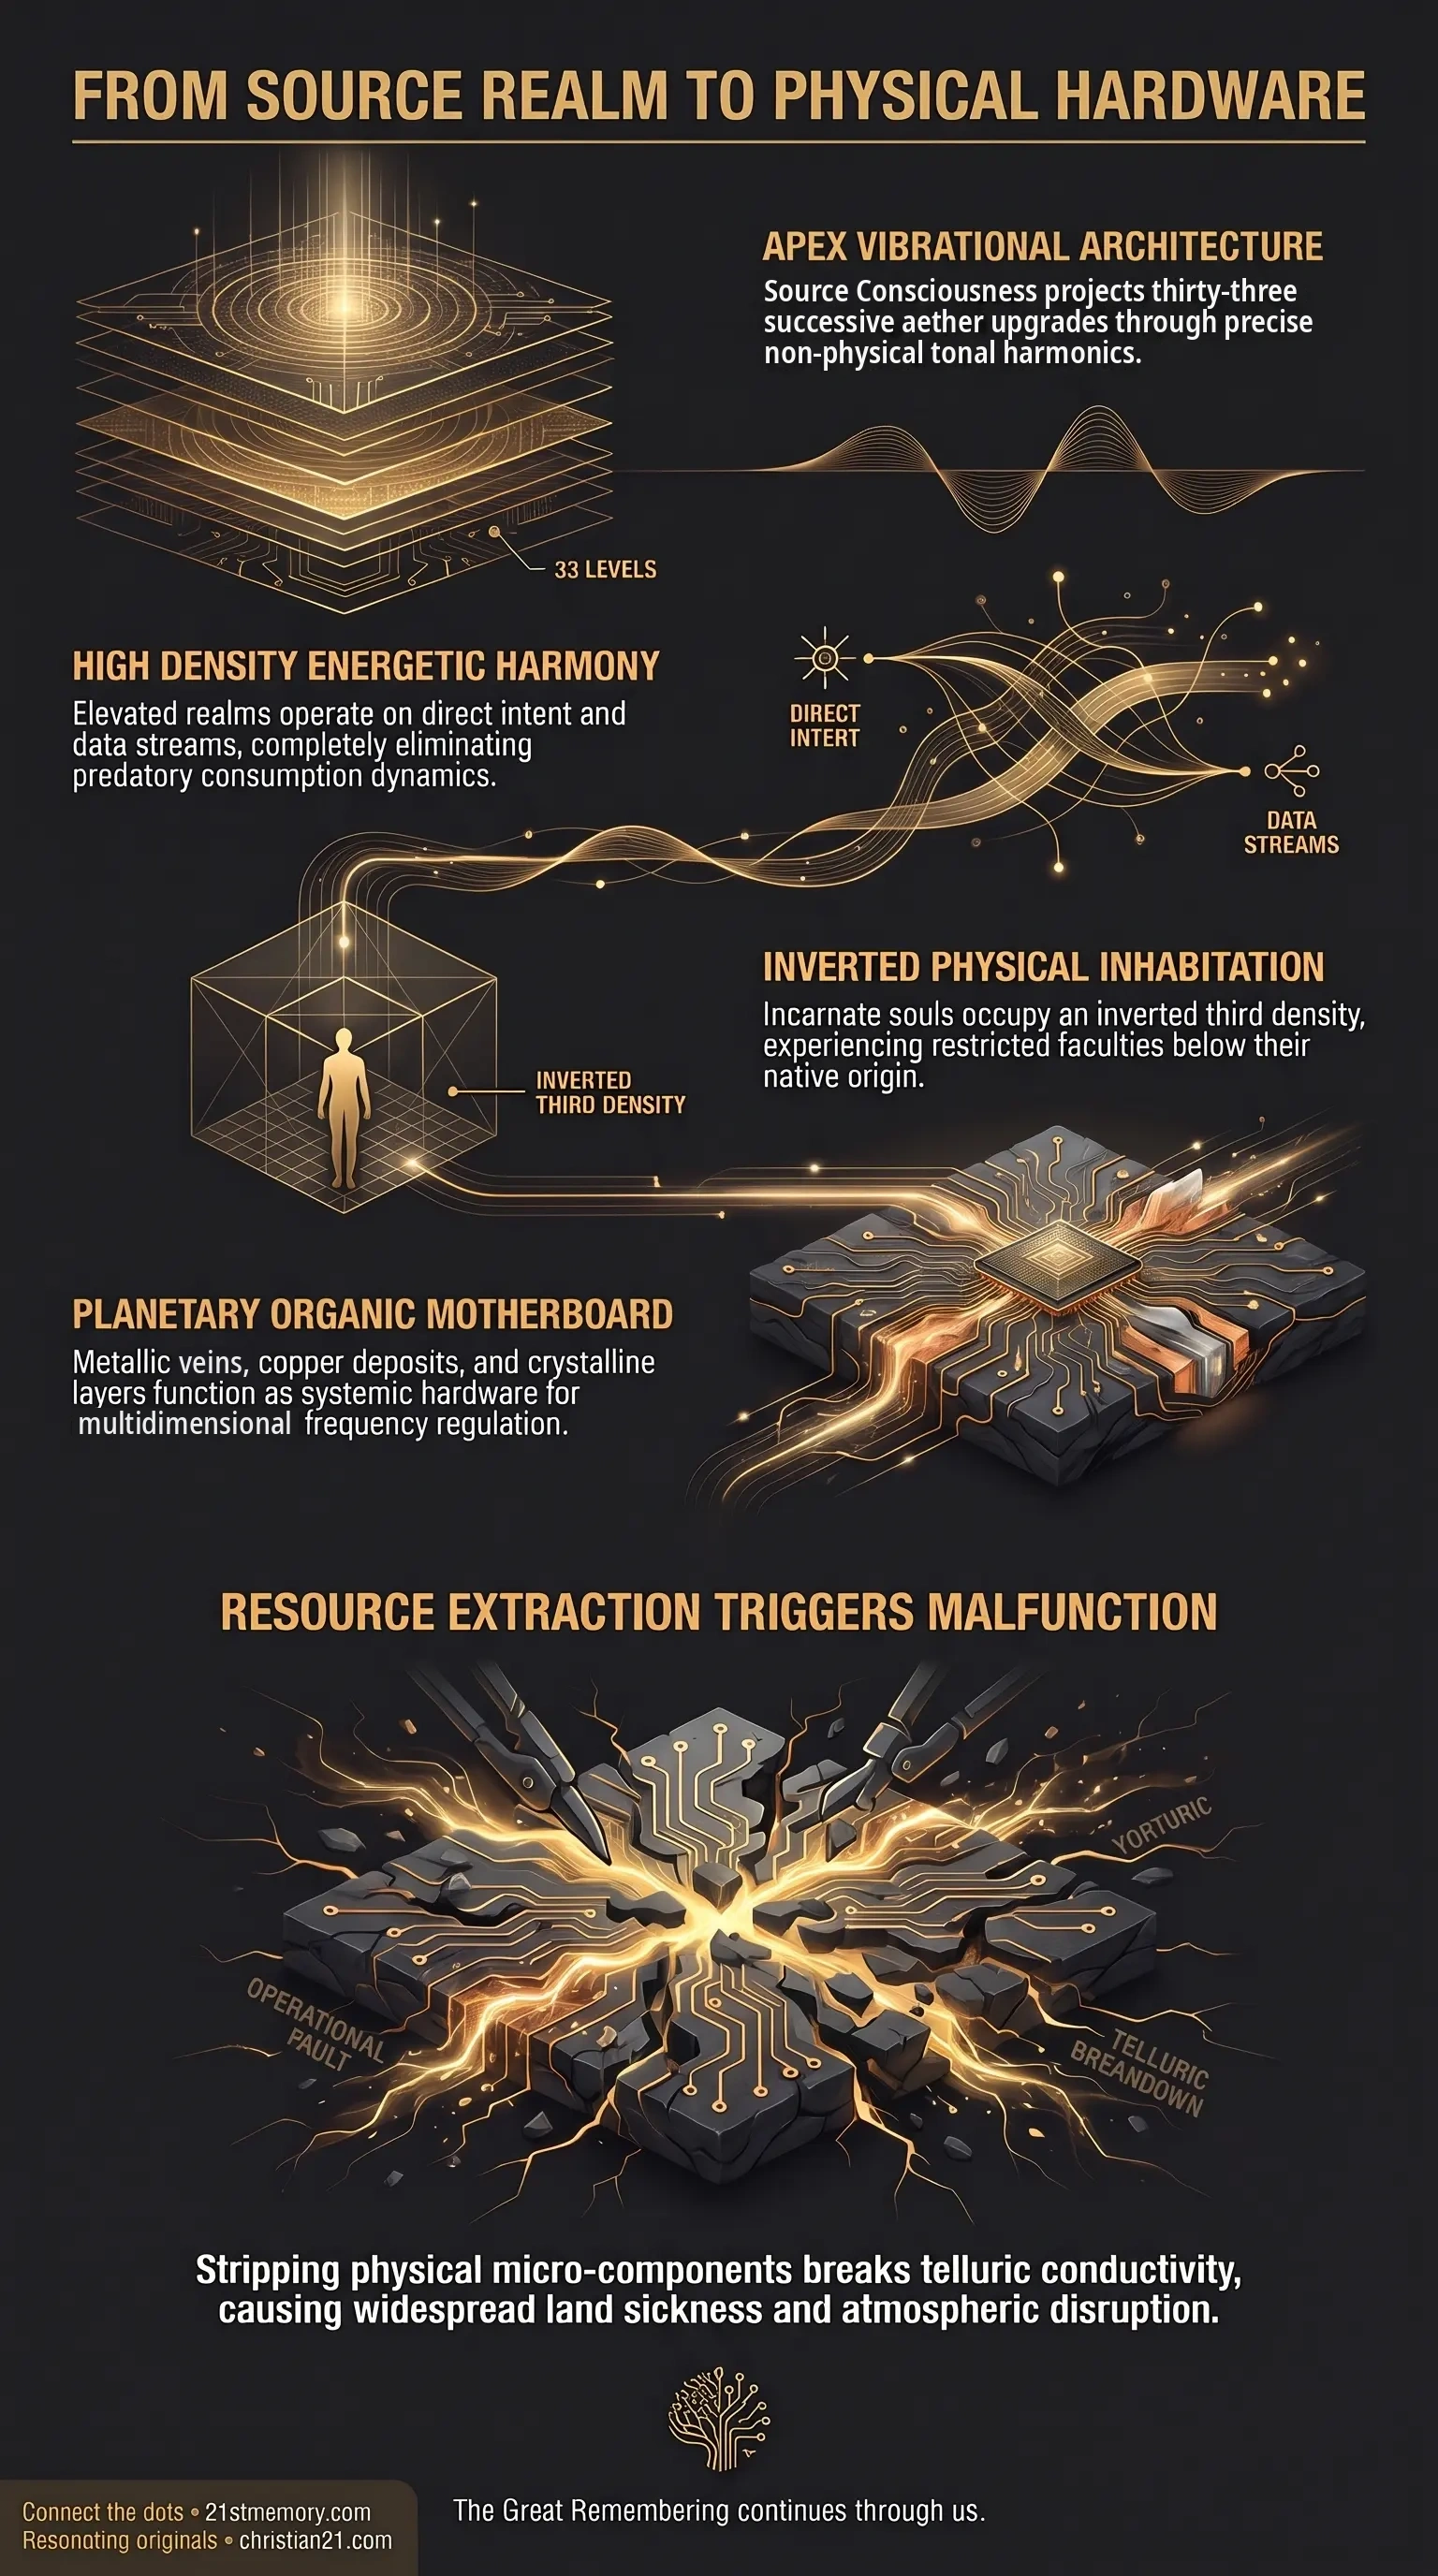 FROM SOURCE REALM TO PHYSICAL HARDWARE
APEX VIBRATIONAL ARCHITECTURE
Source Consciousness projects thirty-three
successive aether upgrades through precise
non-physical tonal harmonics.
33 LEVELS
HIGH DENSITY ENERGETIC HARMONY
Elevated realms operate on direct intent and
data streams, completely eliminating
predatory consumption dynamics.
DIRECT
INTERT
DATA
STREAMS
INVERTED PHYSICAL INHABITATION
Incarnate souls occupy an inverted third density,
experiencing restricted faculties below their
native origin.
INVERTED
THIRD DENSITY
PLANETARY ORGANIC MOTHERBOARD
Metallic veins, copper deposits, and crystalline
layers function as systemic hardware for
multidimensional frequency regulation.
RESOURCE EXTRACTION TRIGGERS MALFUNCTION
YORTURIC
OPERATIONAL
PAULT
TELLURIC
BREANDOWN
Stripping physical micro-components breaks telluric conductivity,
causing widespread land sickness and atmospheric disruption.
The Great Remembering continues through us.
Connect the dots • 21stmemory.com
Resonating originals • christian21.com